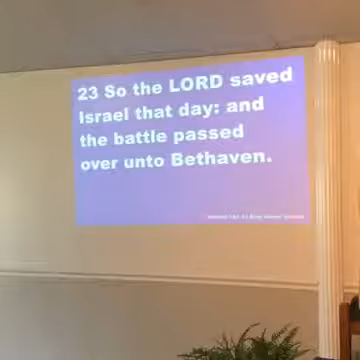 23 So the LORD saved
Israel that day: and
the battle passed
over unto Bethaven.